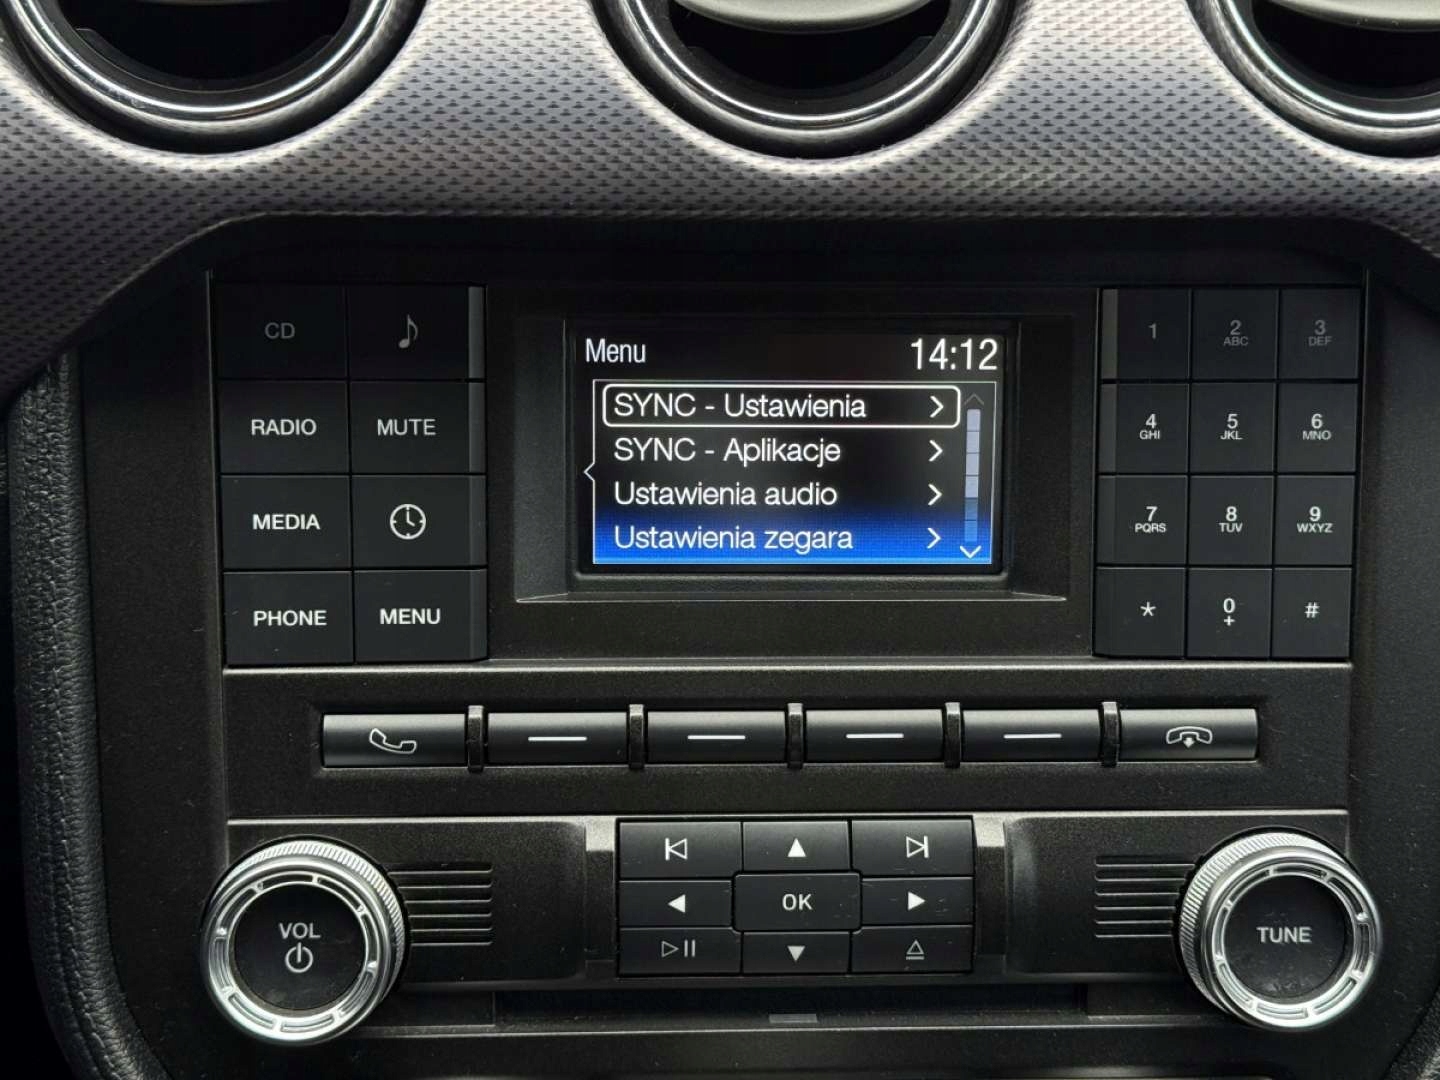 CD
1
2
ABC
3
DEF
Menu
14:12
SYNC - Ustawienia
SYNC - Aplikacje
Ustawienia audio
Ustawienia zegara
RADIO
MUTE
4
GHI
5
JKL
6
MNO
MEDIA
7
PQRS
8
TUV
9
WXYZ
PHONE
MENU
*
0
+
#
VOL
OK
TUNE